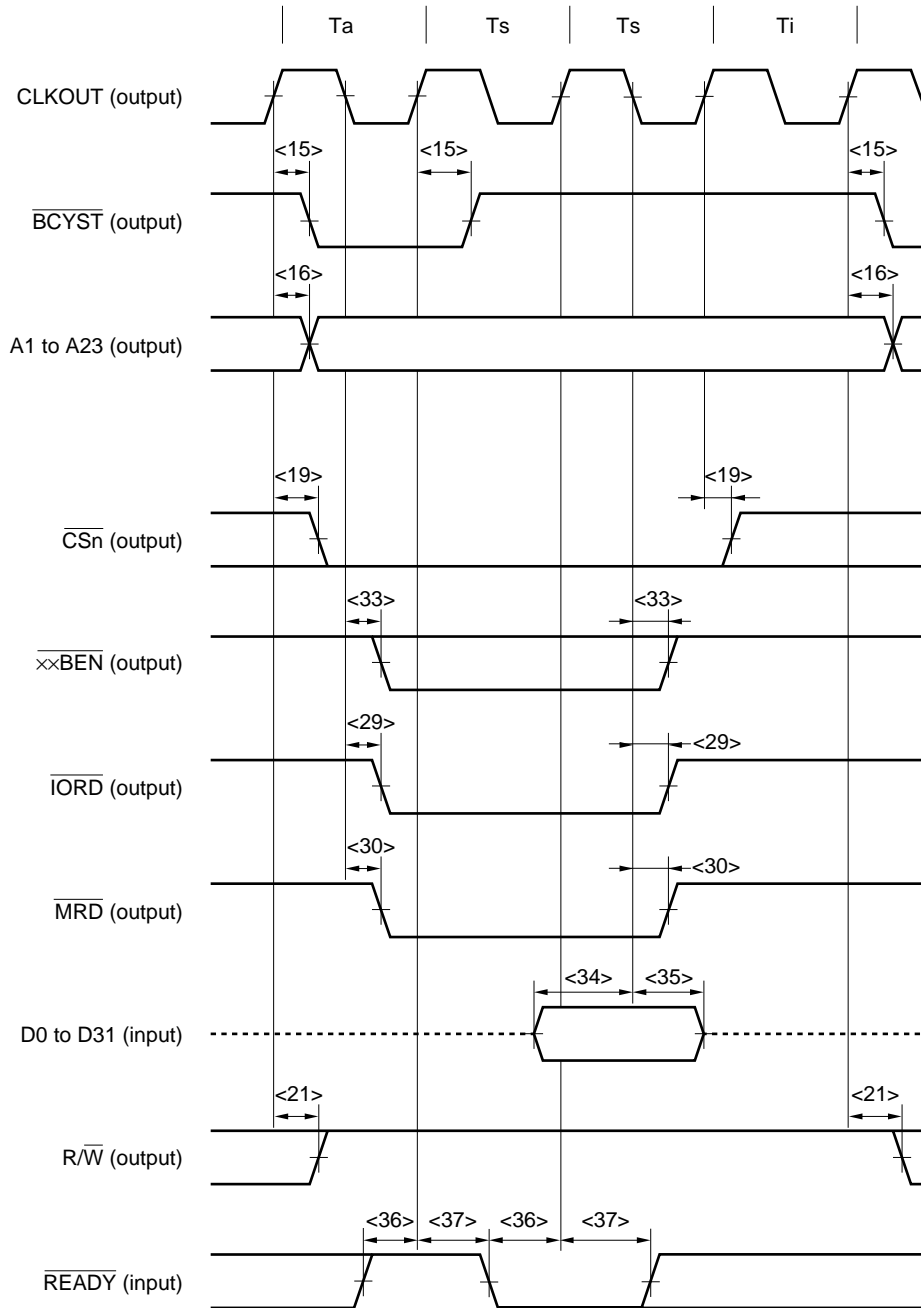 Ta Ts Ts Ti
CLKOUT (output)
<15> <15> <15>
BCYST (output)
<16> <16>
A1 to A23 (output)
<19> <19>
CSn (output)
<33> <33>
××BEN (output)
<29> <29>
IORD (output)
<30> <30>
MRD (output)
<34> <35>
D0 to D31 (input)
<21> <21>
R/W (output)
<36> <37> <36> <37>
READY (input)